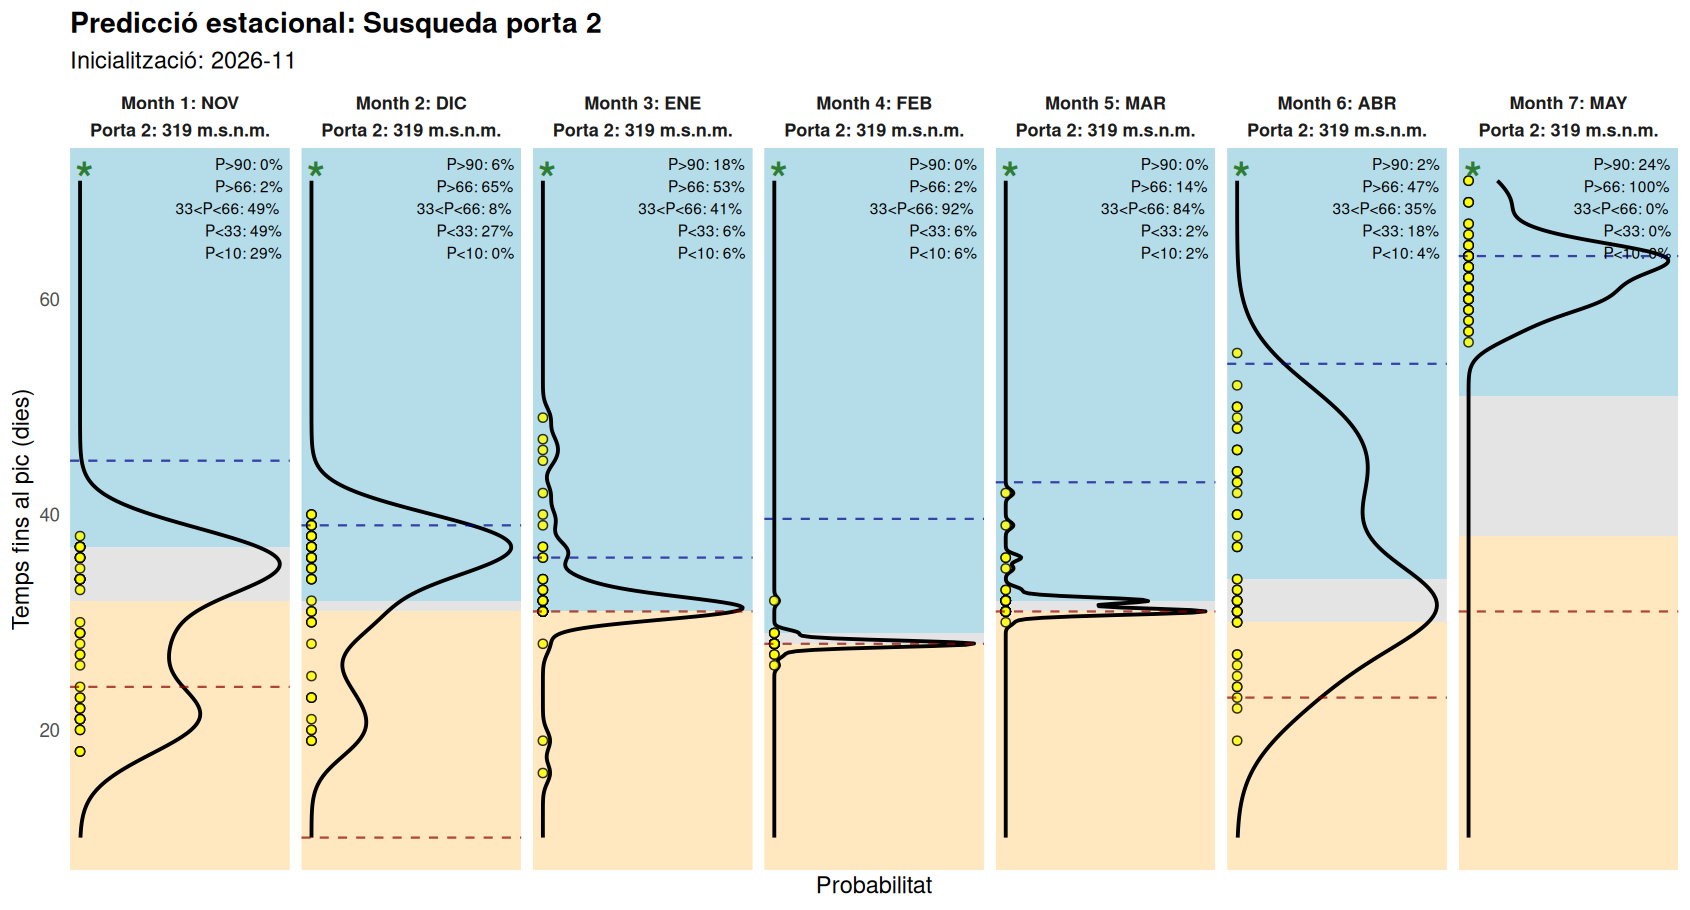 Predicció estacional: Susqueda porta 2
Inicialització: 2026-11
Month 1: NOV
Porta 2: 319 m.s.n.m.
Month 2: DIC
Porta 2: 319 m.s.n.m.
Month 3: ENE
Porta 2: 319 m.s.n.m.
Month 4: FEB
Porta 2: 319 m.s.n.m.
Month 5: MAR
Porta 2: 319 m.s.n.m.
Month 6: ABR
Porta 2: 319 m.s.n.m.
Month 7: MAY
Porta 2: 319 m.s.n.m.
*
P>90: 0%
P>66: 2%
33<P<66: 49%
P<33: 49%
P<10: 29%
*
P>90: 6%
P>66: 65%
33<P<66: 8%
P<33: 27%
P<10: 0%
*
P>90: 18%
P>66: 53%
33<P<66: 41%
P<33: 6%
P<10: 6%
*
P>90: 0%
P>66: 2%
33<P<66: 92%
P<33: 6%
P<10: 6%
*
P>90: 0%
P>66: 14%
33<P<66: 84%
P<33: 2%
P<10: 2%
*
P>90: 2%
P>66: 47%
33<P<66: 35%
P<33: 18%
P<10: 4%
*
P>90: 24%
P>66: 100%
33<P<66: 0%
P<33: 0%
P<10: 0%
Temps fins al pic (dies)
60
40
20
Probabilitat